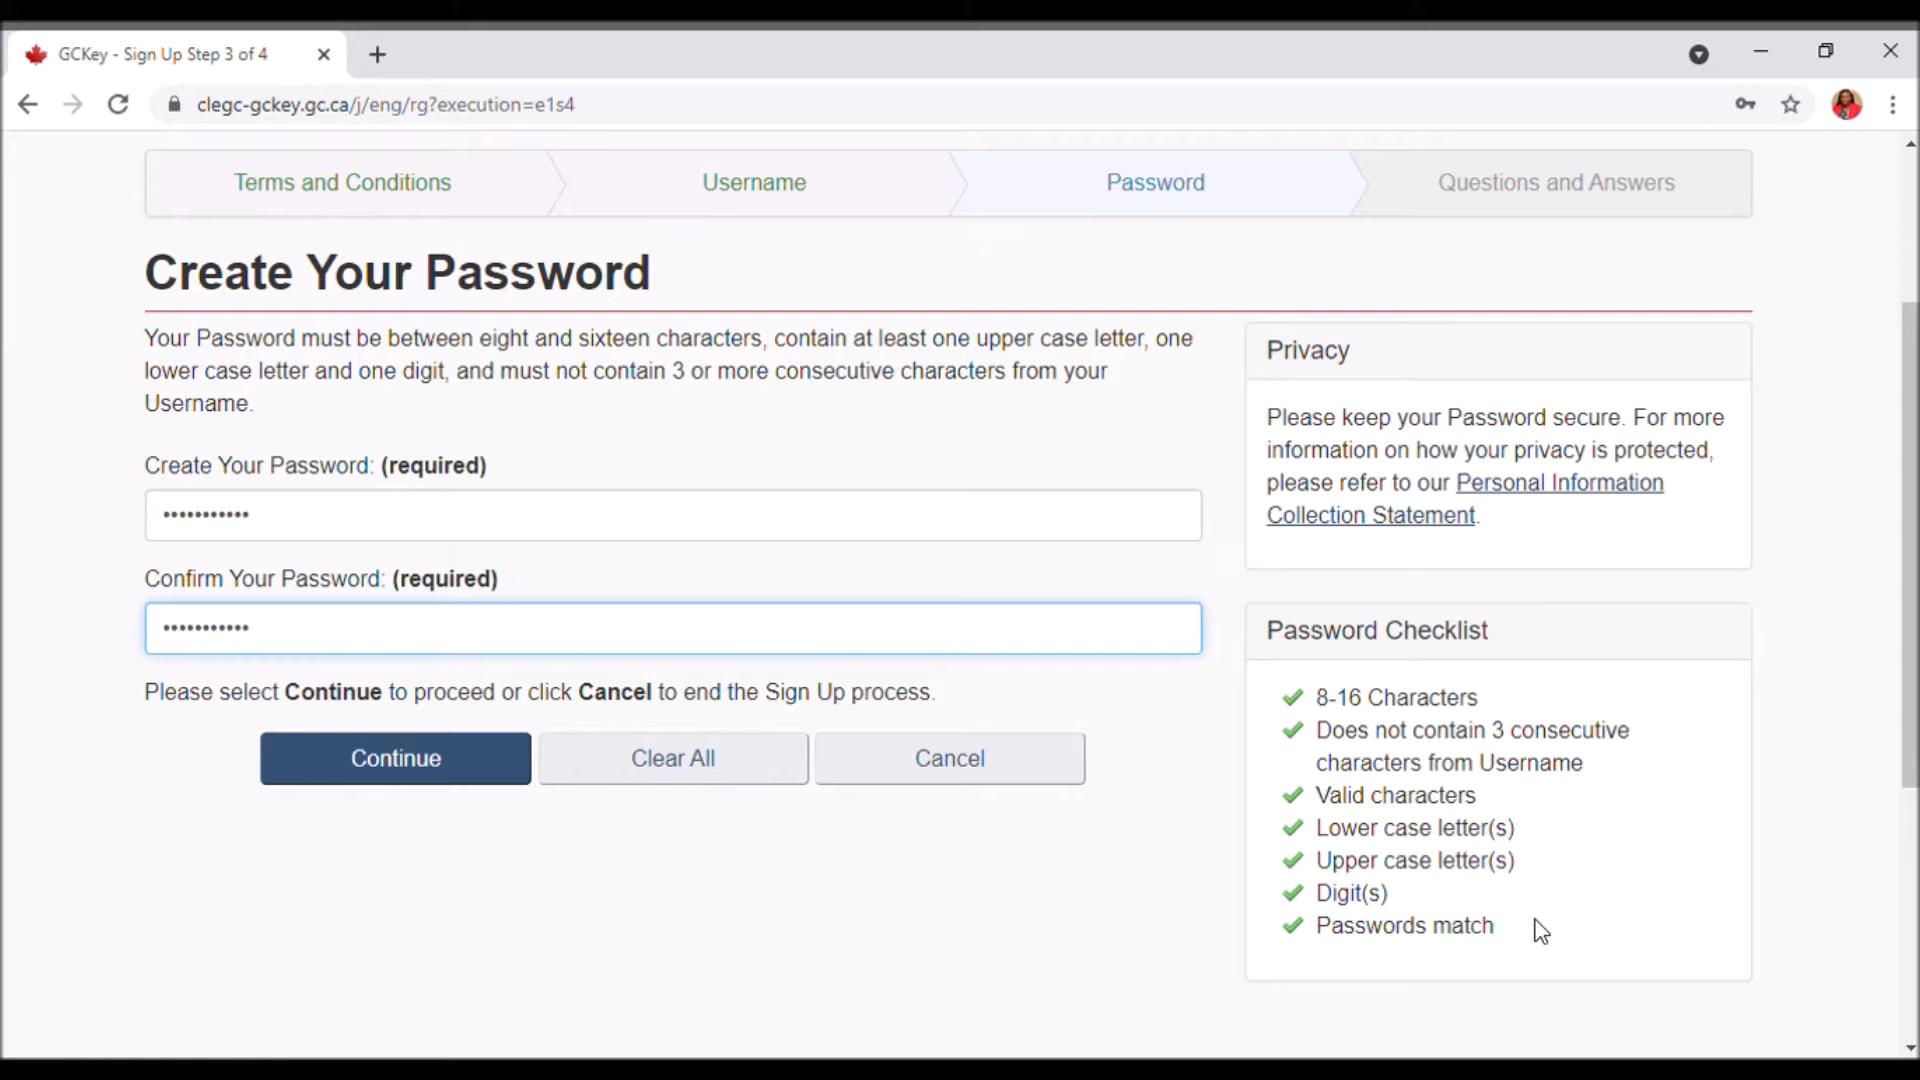 GCKey - Sign Up Step 3 of 4
clegc-gckey.gc.ca/j/eng/rg?execution=e1s4
Terms and Conditions
Username
Password
Questions and Answers
Create Your Password
Your Password must be between eight and sixteen characters, contain at least one upper case letter, one
lower case letter and one digit, and must not contain 3 or more consecutive characters from your
Username.
Create Your Password: (required)
•••••••••••
Confirm Your Password: (required)
•••••••••••
Please select Continue to proceed or click Cancel to end the Sign Up process.
Continue
Clear All
Cancel
Privacy
Please keep your Password secure. For more
information on how your privacy is protected,
please refer to our Personal Information
Collection Statement.
Password Checklist
8-16 Characters
Does not contain 3 consecutive
characters from Username
Valid characters
Lower case letter(s)
Upper case letter(s)
Digit(s)
Passwords match